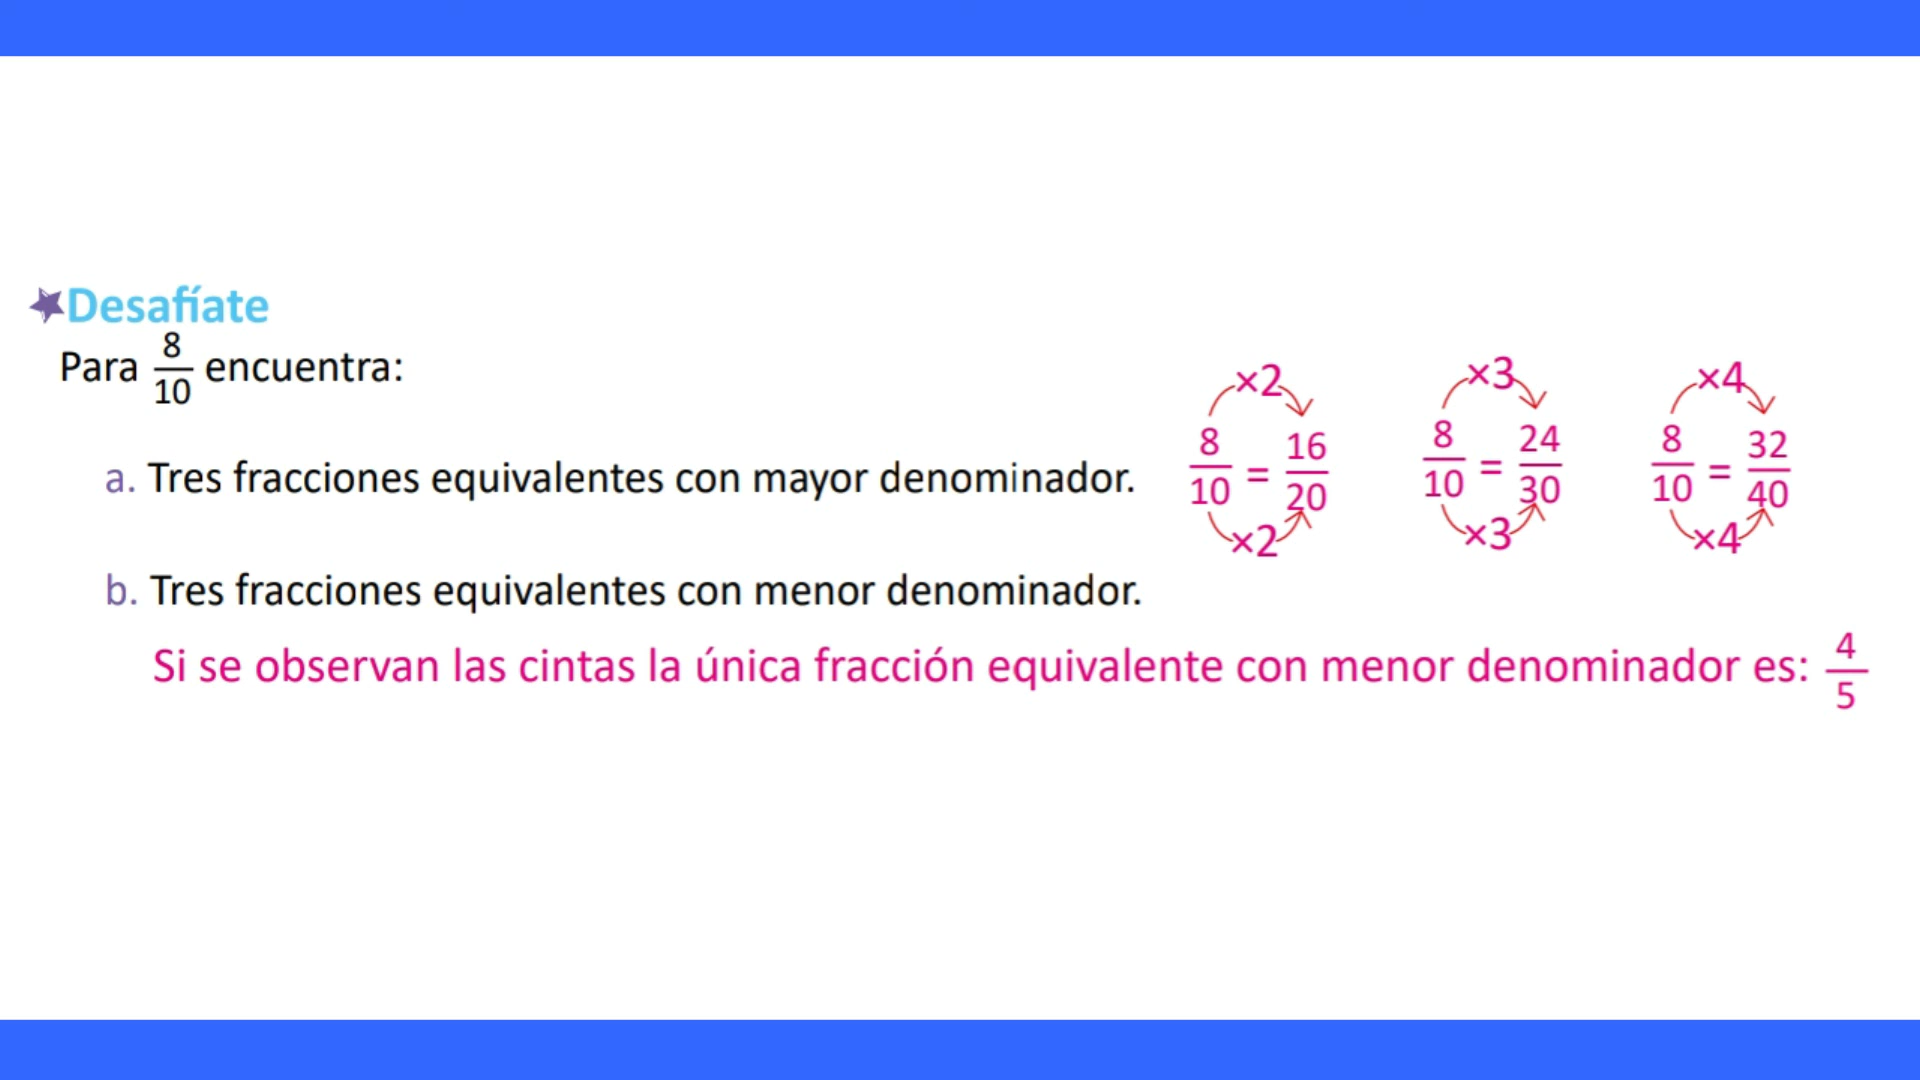 Desafíate
Para 8/10 encuentra:
a. Tres fracciones equivalentes con mayor denominador.
×2
8/10 = 16/20
×2
×3
8/10 = 24/30
×3
×4
8/10 = 32/40
×4
b. Tres fracciones equivalentes con menor denominador.
Si se observan las cintas la única fracción equivalente con menor denominador es: 4/5